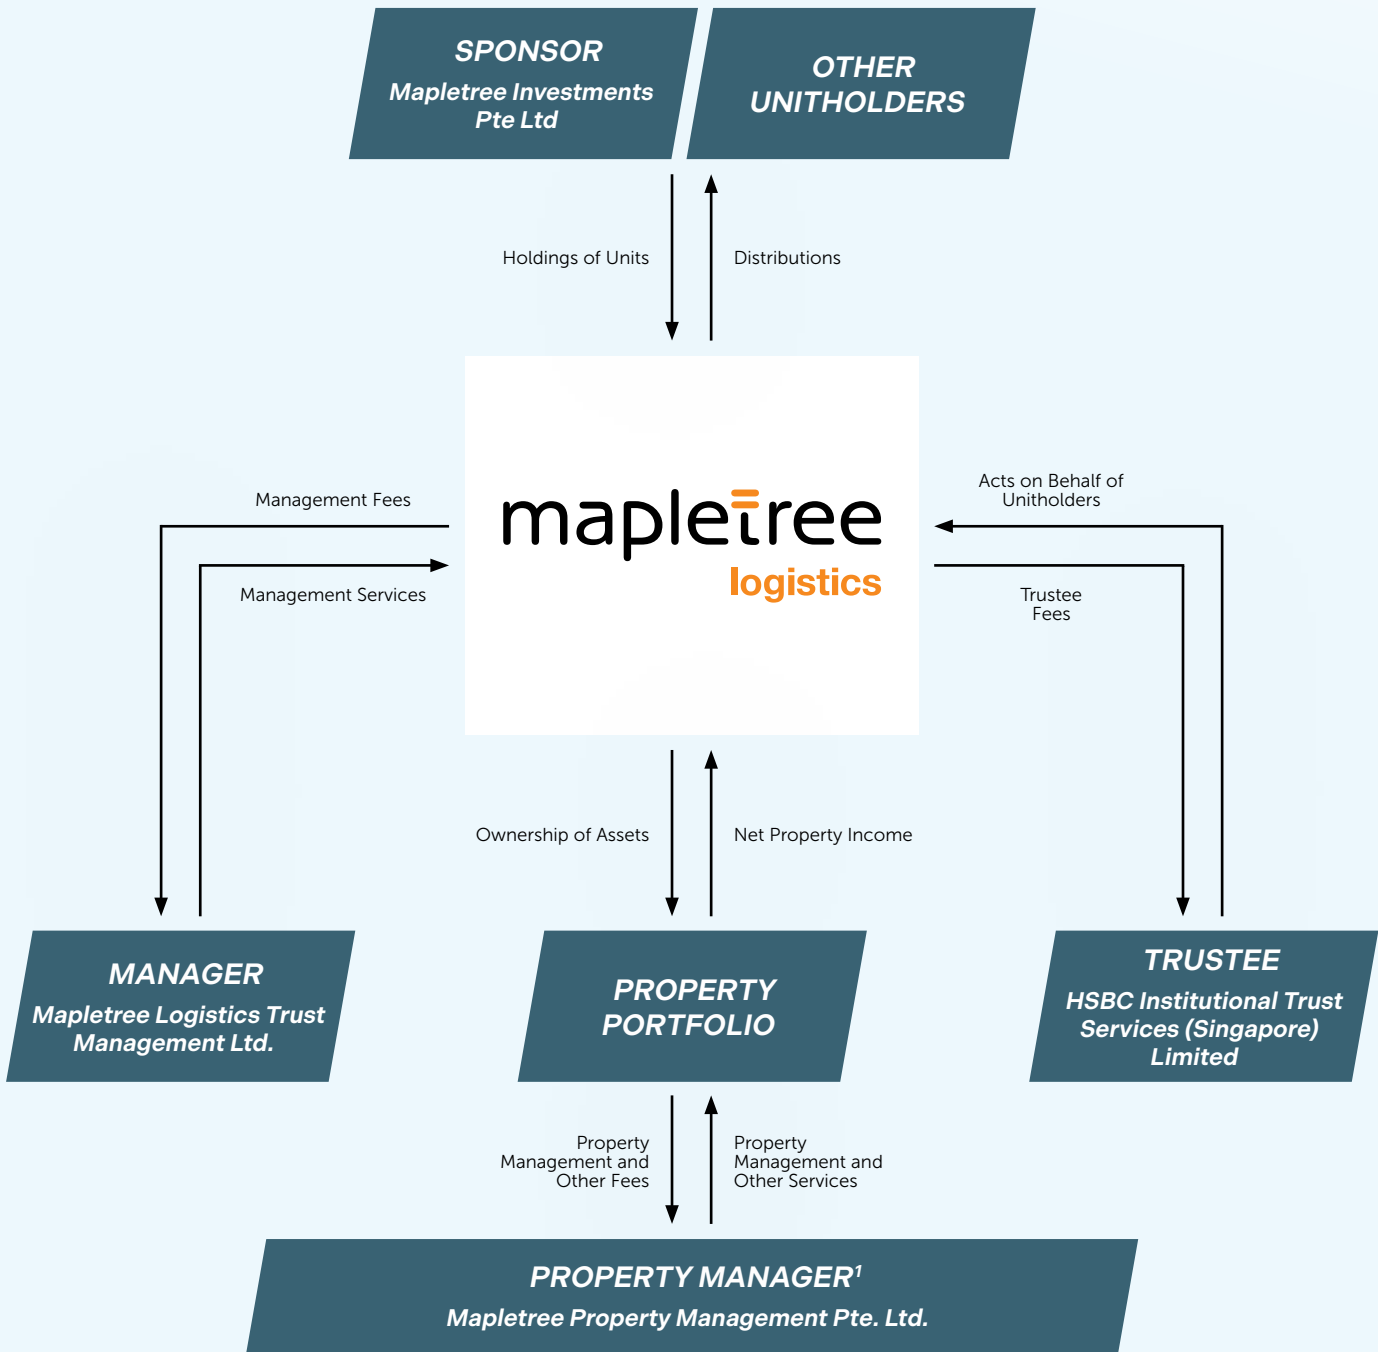 SPONSOR
Mapletree Investments
Pte Ltd
OTHER
UNITHOLDERS
Holdings of Units
Distributions
mapletree
logistics
Management Fees
Management Services
Acts on Behalf of
Unitholders
Trustee
Fees
Ownership of Assets
Net Property Income
MANAGER
Mapletree Logistics Trust
Management Ltd.
PROPERTY
PORTFOLIO
TRUSTEE
HSBC Institutional Trust
Services (Singapore)
Limited
Property
Management and
Other Fees
Property
Management and
Other Services
PROPERTY MANAGER¹
Mapletree Property Management Pte. Ltd.